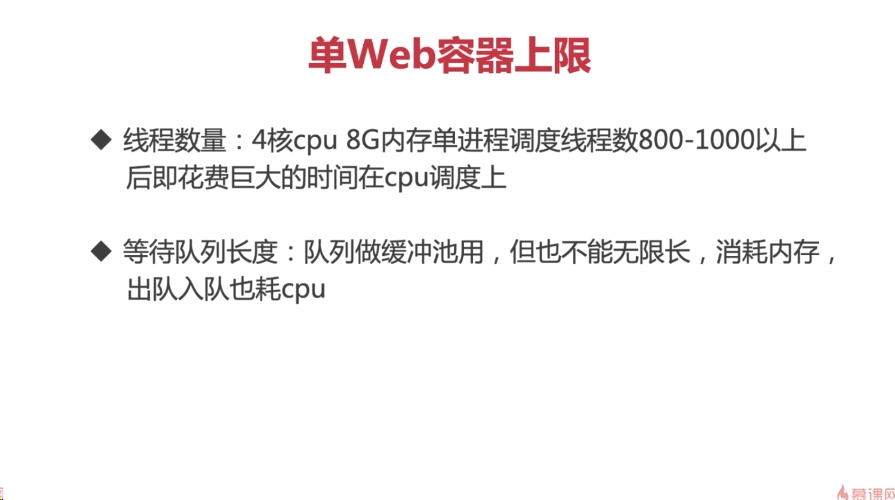 单Web容器上限
◆ 线程数量：4核cpu 8G内存单进程调度线程数800-1000以上
后即花费巨大的时间在cpu调度上
◆ 等待队列长度：队列做缓冲池用，但也不能无限长，消耗内存，
出队入队也耗cpu
慕课网